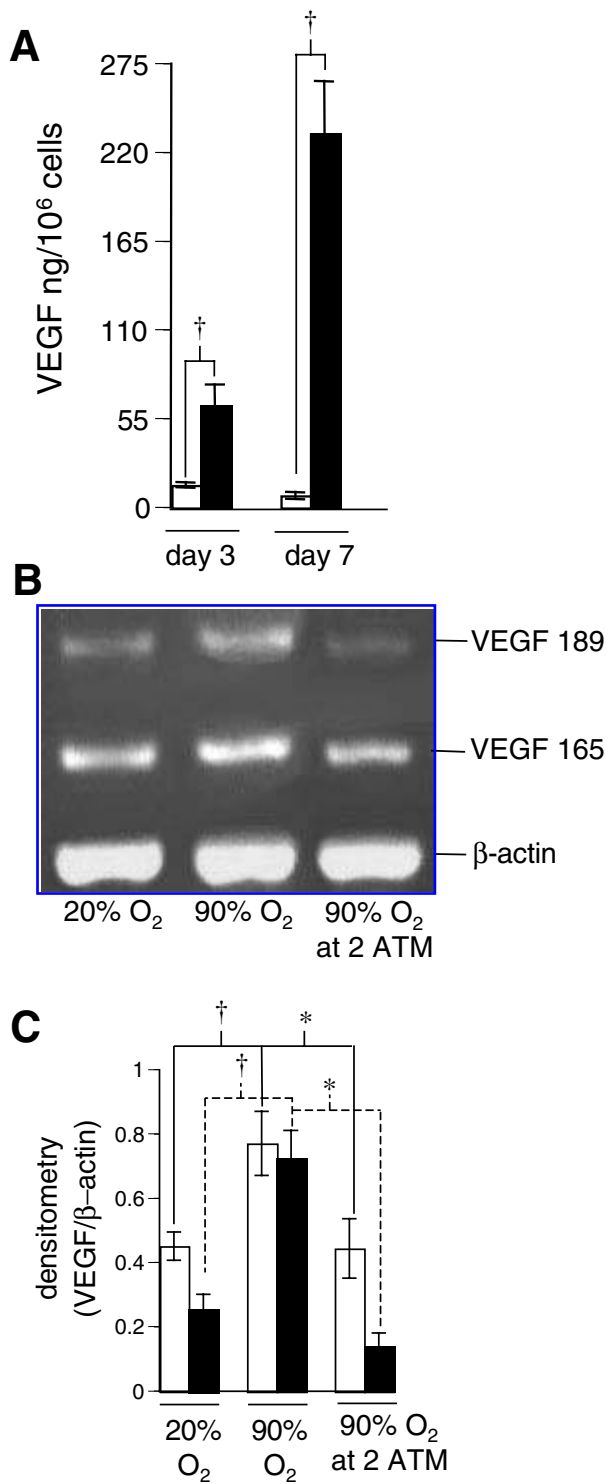 A
†
275
220
165
110
55
0
VEGF ng/10⁶ cells
†
day 3
day 7
B
VEGF 189
VEGF 165
β-actin
20% O₂
90% O₂
90% O₂
at 2 ATM
C
†
*
†
*
1
0.8
0.6
0.4
0.2
0
densitometry
(VEGF/β–actin)
20%
O₂
90%
O₂
90% O₂
at 2 ATM